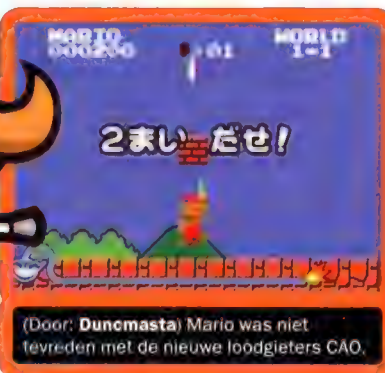 MARIO WORLD
000200 ×01 1-1
2まい だせ!
(Door: Duncmasta) Mario was niet
tevreden met de nieuwe loodgieters CAO.